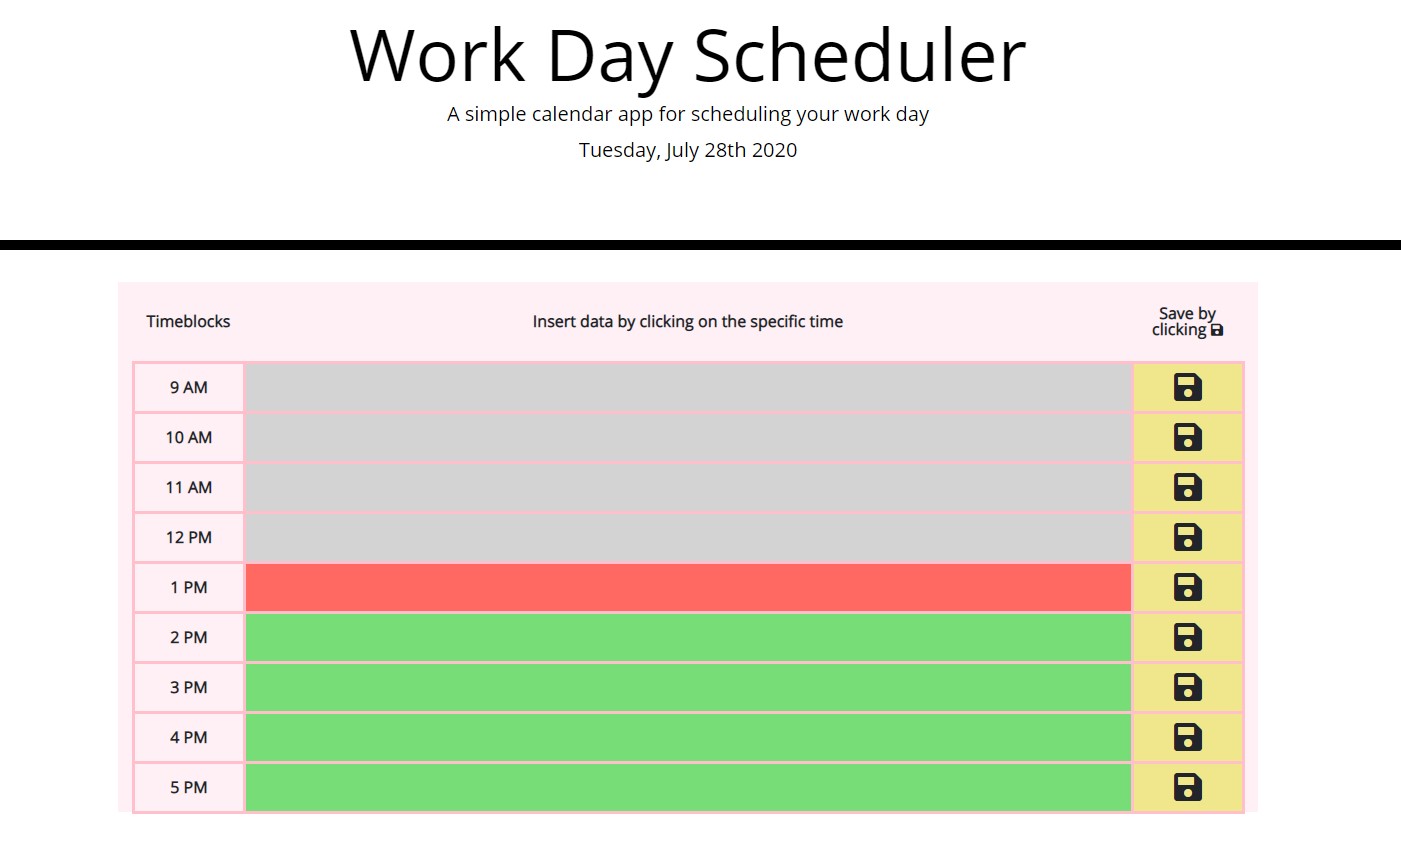 Work Day Scheduler
A simple calendar app for scheduling your work day
Tuesday, July 28th 2020
Timeblocks
Insert data by clicking on the specific time
Save by
clicking
9 AM
10 AM
11 AM
12 PM
1 PM
2 PM
3 PM
4 PM
5 PM